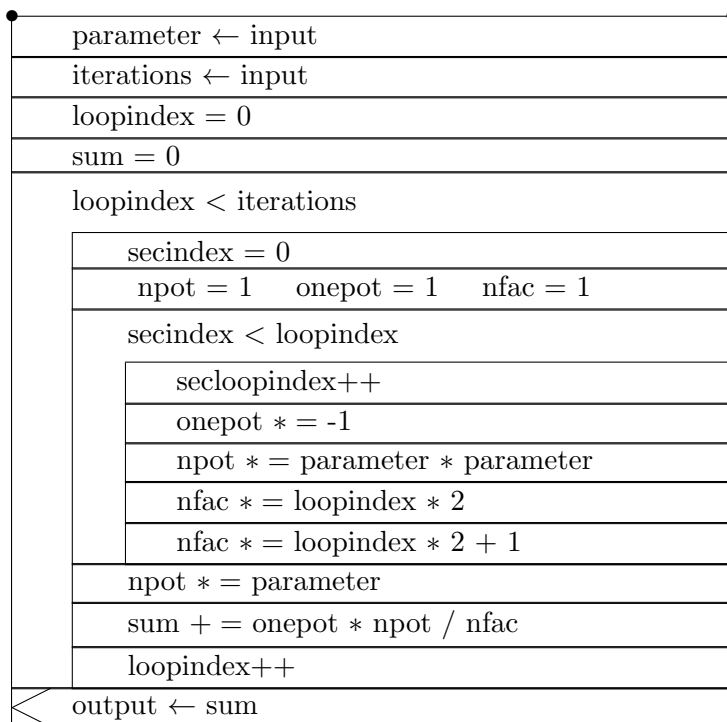 parameter ← input
iterations ← input
loopindex = 0
sum = 0
loopindex < iterations
secindex = 0
npot = 1 onepot = 1 nfac = 1
secindex < loopindex
secloopindex++
onepot ∗ = -1
npot ∗ = parameter ∗ parameter
nfac ∗ = loopindex ∗ 2
nfac ∗ = loopindex ∗ 2 + 1
npot ∗ = parameter
sum + = onepot ∗ npot / nfac
loopindex++
output ← sum